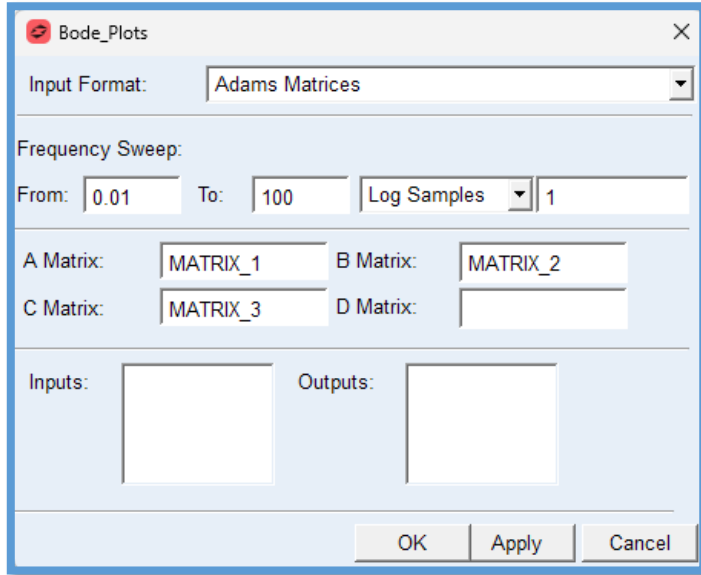 Bode_Plots
Input Format: Adams Matrices
Frequency Sweep:
From: 0.01 To: 100 Log Samples 1
A Matrix: MATRIX_1 B Matrix: MATRIX_2
C Matrix: MATRIX_3 D Matrix:
Inputs: Outputs:
OK Apply Cancel